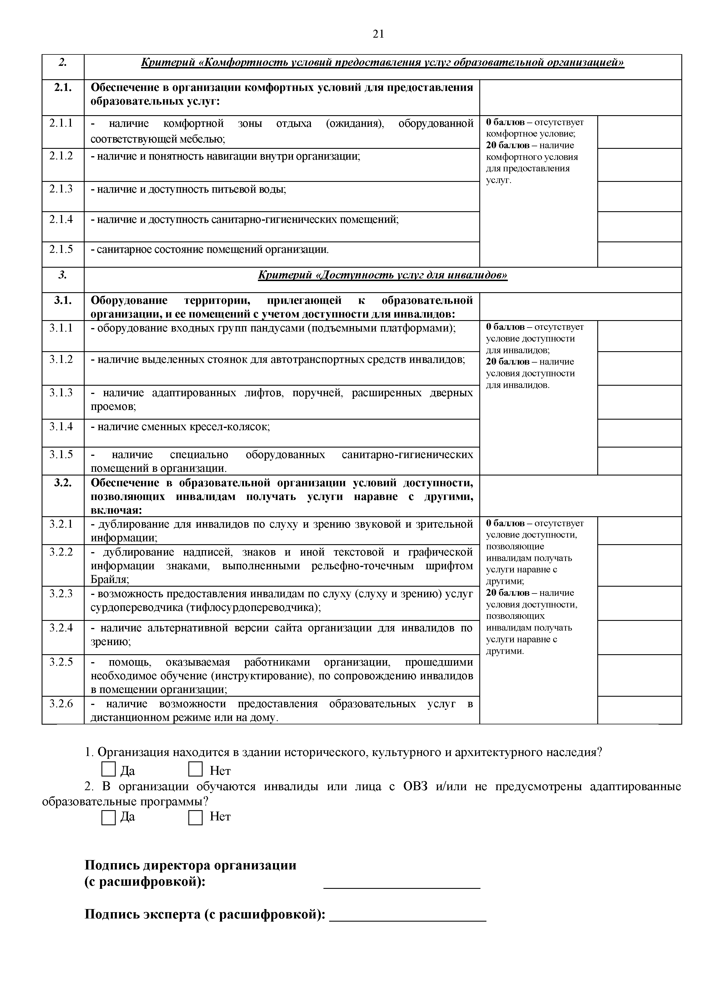 21
2.
Критерий «Комфортность условий предоставления услуг образовательной организацией»
2.1.
Обеспечение в организации комфортных условий для предоставления
образовательных услуг:
2.1.1
- наличие комфортной зоны отдыха (ожидания), оборудованной
соответствующей мебелью;
0 баллов – отсутствует
комфортное условие;
20 баллов – наличие
комфортного условия
для предоставления
услуг.
2.1.2
- наличие и понятность навигации внутри организации;
2.1.3
- наличие и доступность питьевой воды;
2.1.4
- наличие и доступность санитарно-гигиенических помещений;
2.1.5
- санитарное состояние помещений организации.
3.
Критерий «Доступность услуг для инвалидов»
3.1.
Оборудование территории, прилегающей к образовательной
организации, и ее помещений с учетом доступности для инвалидов:
3.1.1
- оборудование входных групп пандусами (подъемными платформами);
0 баллов – отсутствует
условие доступности
для инвалидов;
20 баллов – наличие
условия доступности
для инвалидов.
3.1.2
- наличие выделенных стоянок для автотранспортных средств инвалидов;
3.1.3
- наличие адаптированных лифтов, поручней, расширенных дверных
проемов;
3.1.4
- наличие сменных кресел-колясок;
3.1.5
- наличие специально оборудованных санитарно-гигиенических
помещений в организации.
3.2.
Обеспечение в образовательной организации условий доступности,
позволяющих инвалидам получать услуги наравне с другими,
включая:
3.2.1
- дублирование для инвалидов по слуху и зрению звуковой и зрительной
информации;
0 баллов – отсутствует
условие доступности,
позволяющие
инвалидам получать
услуги наравне с
другими;
20 баллов – наличие
условия доступности,
позволяющих
инвалидам получать
услуги наравне с
другими.
3.2.2
- дублирование надписей, знаков и иной текстовой и графической
информации знаками, выполненными рельефно-точечным шрифтом
Брайля;
3.2.3
- возможность предоставления инвалидам по слуху (слуху и зрению) услуг
сурдопереводчика (тифлосурдопереводчика);
3.2.4
- наличие альтернативной версии сайта организации для инвалидов по
зрению;
3.2.5
- помощь, оказываемая работниками организации, прошедшими
необходимое обучение (инструктирование), по сопровождению инвалидов
в помещении организации;
3.2.6
- наличие возможности предоставления образовательных услуг в
дистанционном режиме или на дому.
1. Организация находится в здании исторического, культурного и архитектурного наследия?
Да Нет
2. В организации обучаются инвалиды или лица с ОВЗ и/или не предусмотрены адаптированные
образовательные программы?
Да Нет
Подпись директора организации
(с расшифровкой):
Подпись эксперта (с расшифровкой):